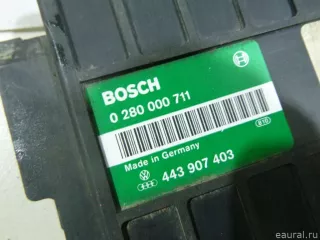 BOSCH
0 280 000 711
Made in Germany
443 907 403
eaural.ru